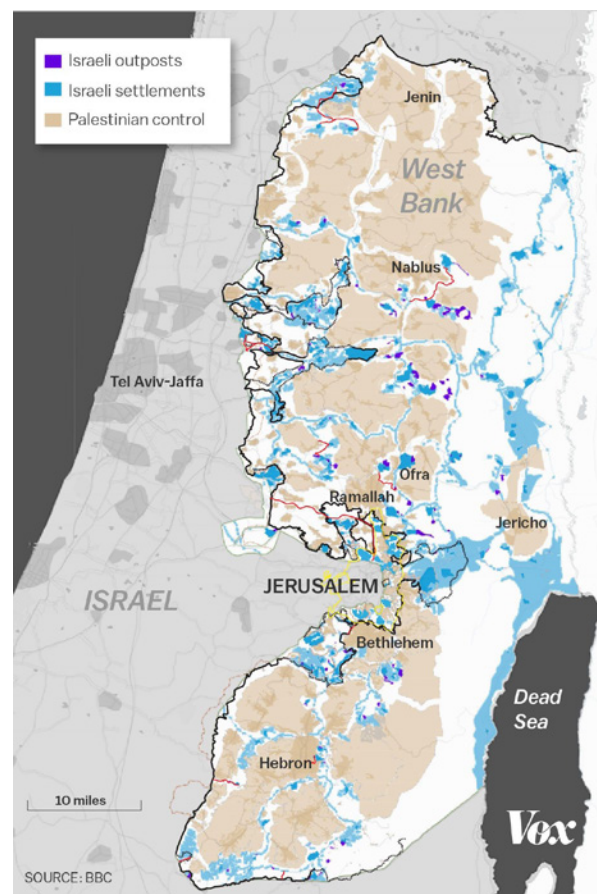 Israeli outposts
Israeli settlements
Palestinian control
Jenin
West
Bank
Nablus
Tel Aviv-Jaffa
Ofra
Ramallah
Jericho
JERUSALEM
ISRAEL
Bethlehem
Dead
Sea
Hebron
10 miles
Vox
SOURCE: BBC